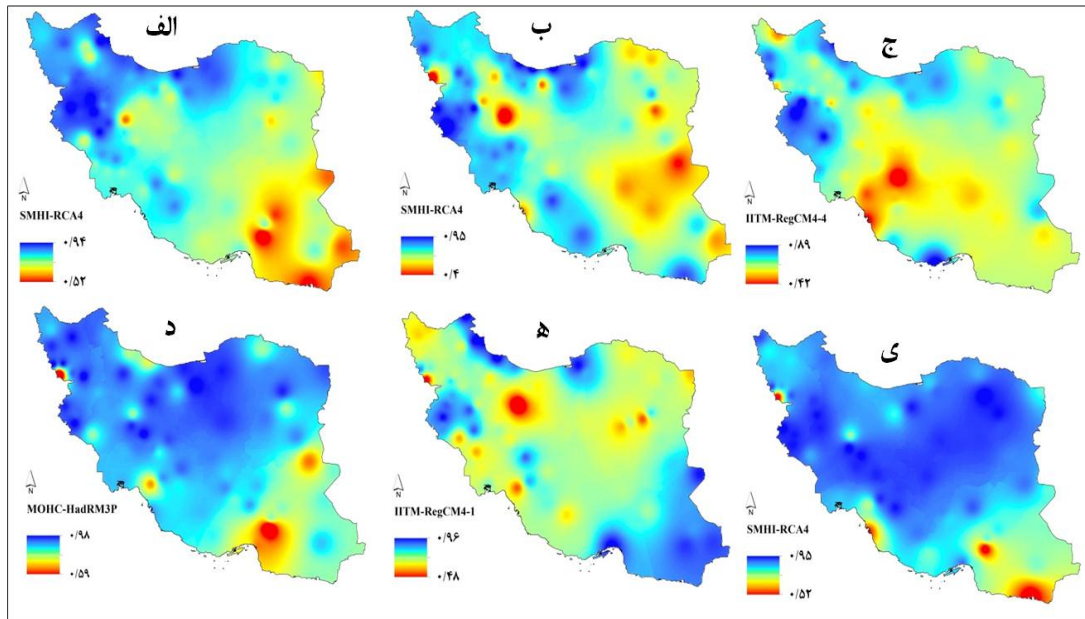 الف
N
SMHI-RCA4
۰/۹۴
۰/۵۲
ب
N
SMHI-RCA4
۰/۹۵
۰/۴
ج
N
IITM-RegCM4-4
۰/۸۹
۰/۴۲
د
N
MOHC-HadRM3P
۰/۹۸
۰/۵۹
ه
N
IITM-RegCM4-1
۰/۹۶
۰/۴۸
ی
N
SMHI-RCA4
۰/۹۵
۰/۵۲